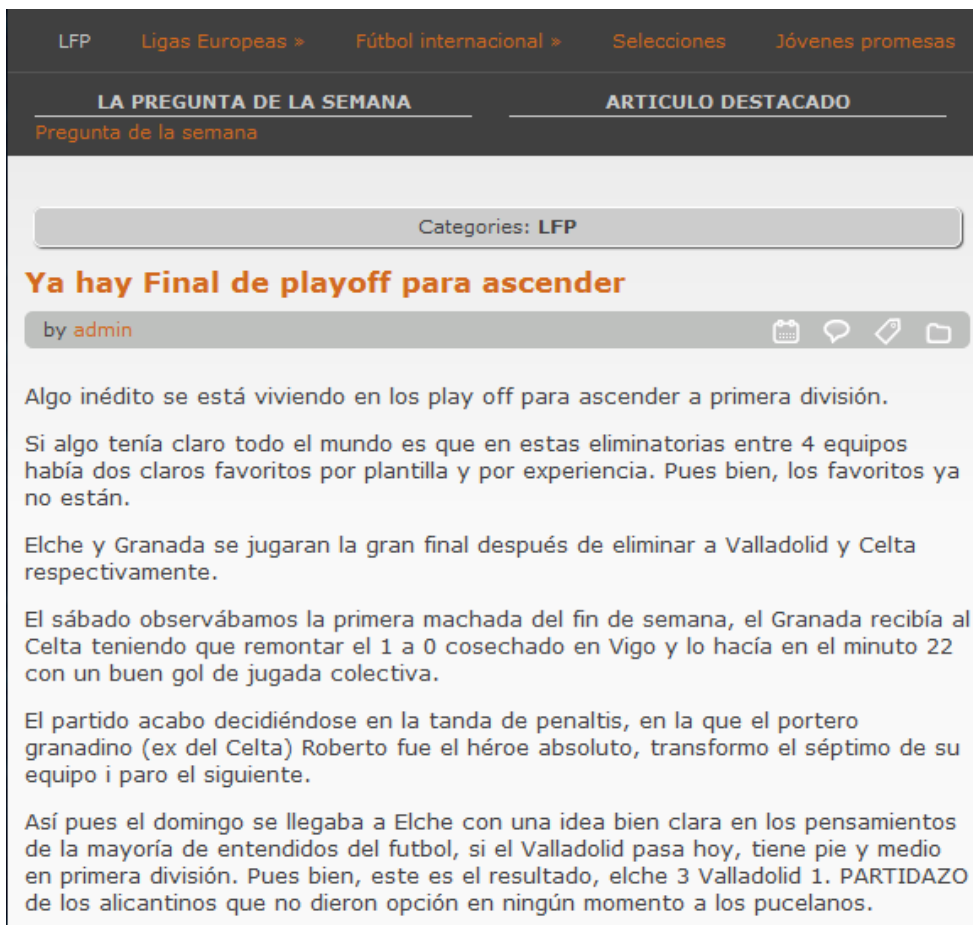 LFP Ligas Europeas » Fútbol internacional » Selecciones Jóvenes promesas
LA PREGUNTA DE LA SEMANA ARTICULO DESTACADO
Pregunta de la semana
Categories: LFP
Ya hay Final de playoff para ascender
by admin
Algo inédito se está viviendo en los play off para ascender a primera división.
Si algo tenía claro todo el mundo es que en estas eliminatorias entre 4 equipos
había dos claros favoritos por plantilla y por experiencia. Pues bien, los favoritos ya
no están.
Elche y Granada se jugaran la gran final después de eliminar a Valladolid y Celta
respectivamente.
El sábado observábamos la primera machada del fin de semana, el Granada recibía al
Celta teniendo que remontar el 1 a 0 cosechado en Vigo y lo hacía en el minuto 22
con un buen gol de jugada colectiva.
El partido acabo decidiéndose en la tanda de penaltis, en la que el portero
granadino (ex del Celta) Roberto fue el héroe absoluto, transformo el séptimo de su
equipo i paro el siguiente.
Así pues el domingo se llegaba a Elche con una idea bien clara en los pensamientos
de la mayoría de entendidos del futbol, si el Valladolid pasa hoy, tiene pie y medio
en primera división. Pues bien, este es el resultado, elche 3 Valladolid 1. PARTIDAZO
de los alicantinos que no dieron opción en ningún momento a los pucelanos.